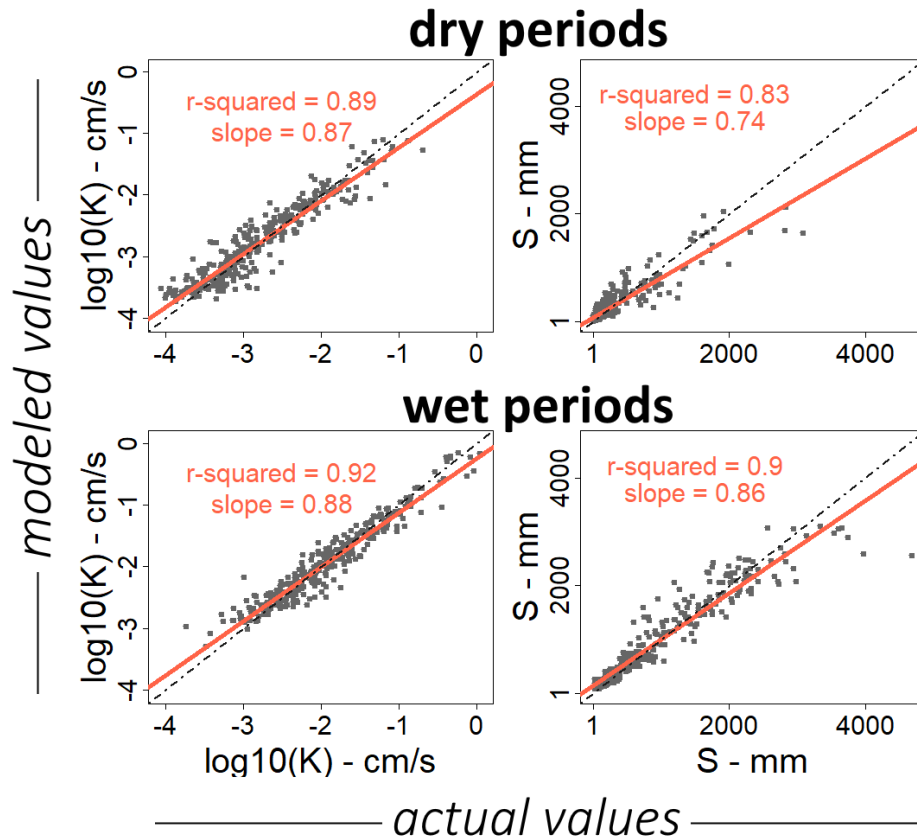 dry periods
r-squared = 0.89
slope = 0.87
log10(K) - cm/s
0
-1
-2
-3
-4
-4 -3 -2 -1 0
r-squared = 0.83
slope = 0.74
S - mm
4000
2000
1
1 2000 4000
modeled values
wet periods
r-squared = 0.92
slope = 0.88
log10(K) - cm/s
0
-1
-2
-3
-4
-4 -3 -2 -1 0
log10(K) - cm/s
r-squared = 0.9
slope = 0.86
S - mm
4000
2000
1
1 2000 4000
S - mm
actual values